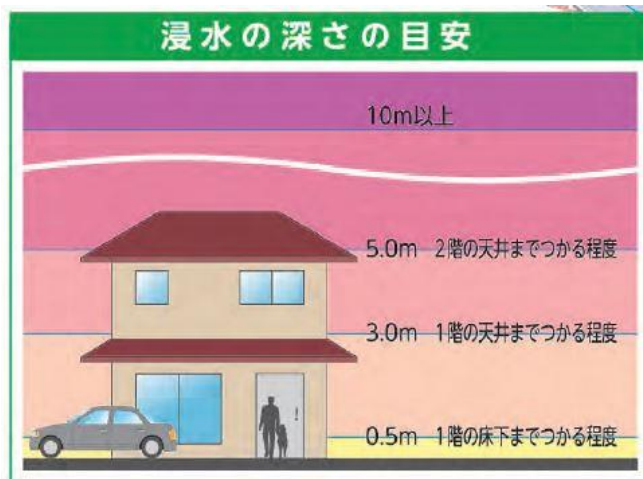 浸水の深さの目安
10m以上
5.0m 2階の天井までつかる程度
3.0m 1階の天井までつかる程度
0.5m 1階の床下までつかる程度